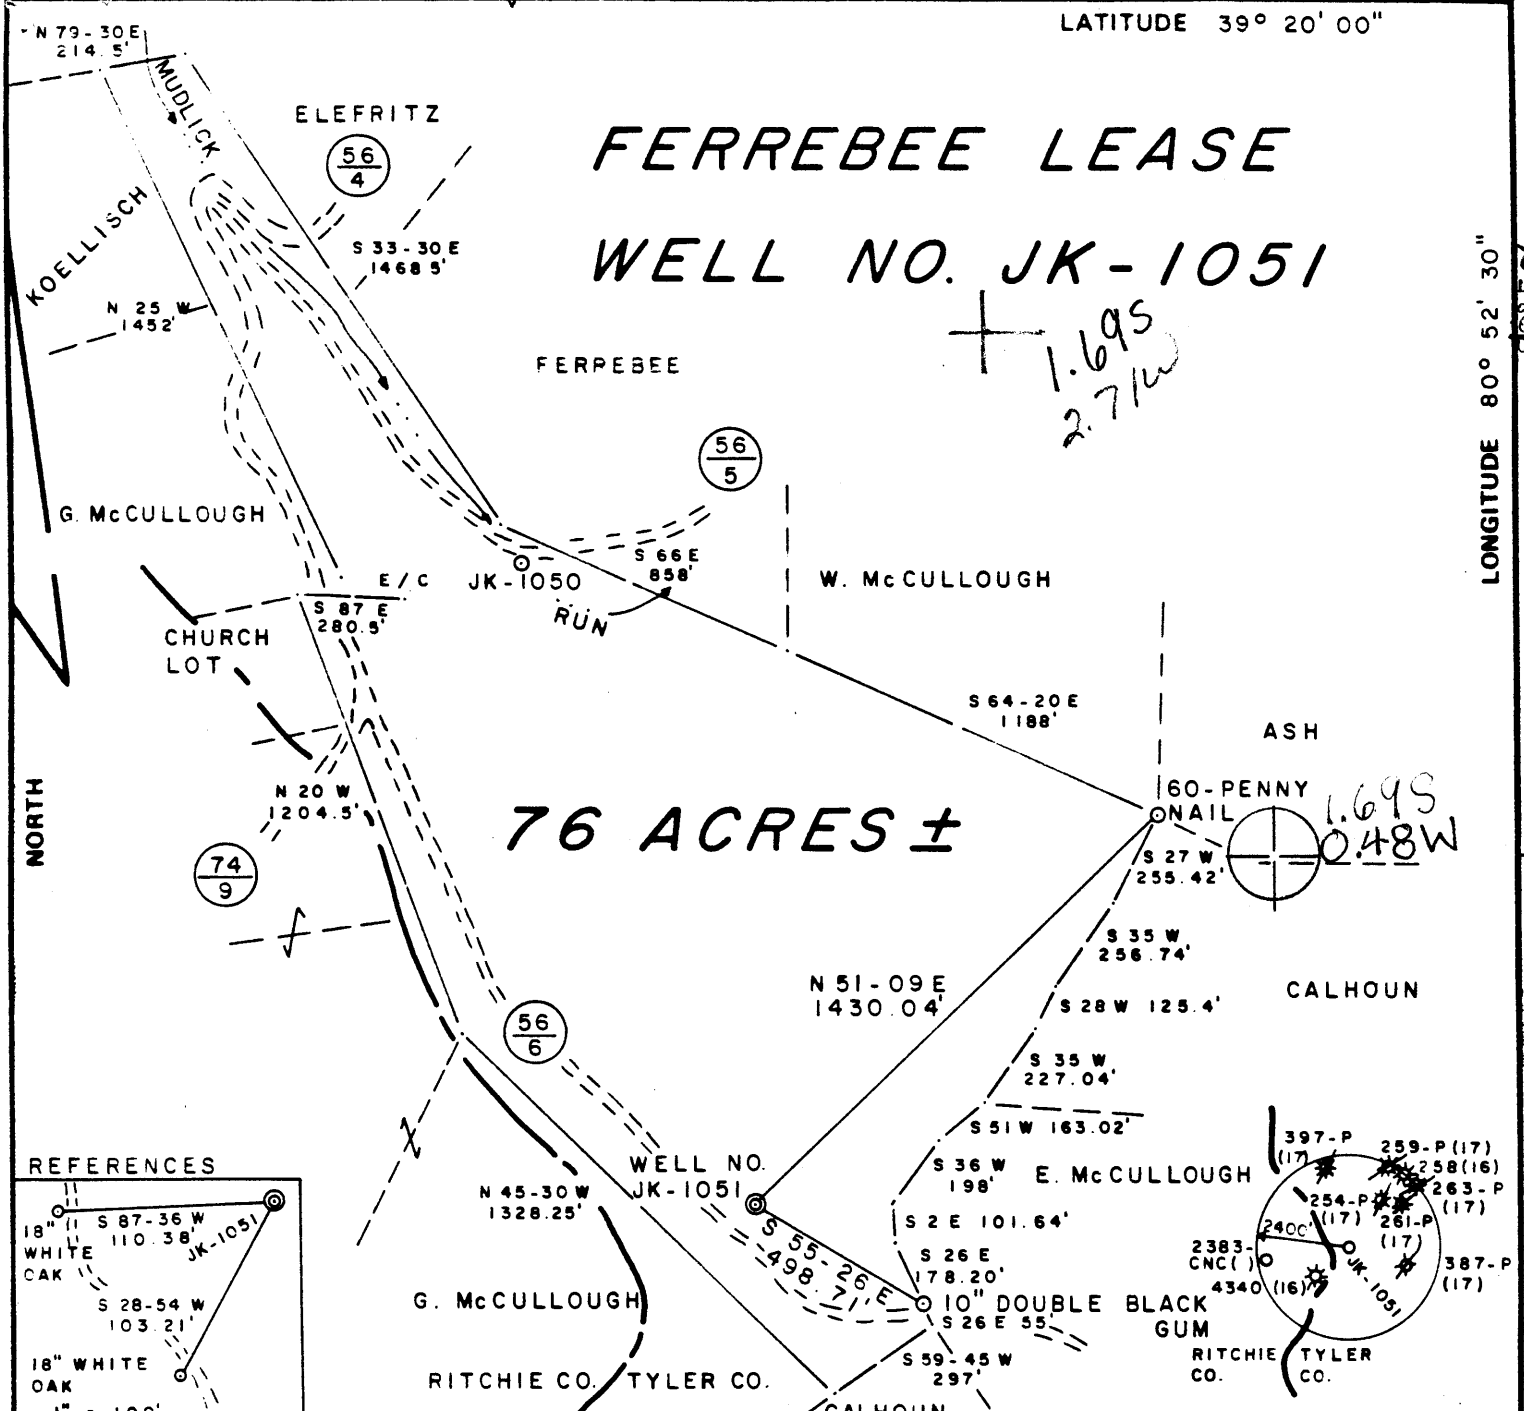 LATITUDE 39° 20' 00"
N 79-30 E
214.5'
MUDLICK
ELEFRITZ
56
4
FERREBEE LEASE
WELL NO. JK-1051
KOELLISCH
S 33-30 E
1468 5'
N 25 W
1452'
1.69S
2.71W
LONGITUDE 80° 52' 30"
FERREBEE
56
5
G. McCULLOUGH
E/C
JK-1050
S 66 E
858'
W. McCULLOUGH
RUN
S 87 E
280.5'
CHURCH
LOT
S 64-20 E
1188'
ASH
NORTH
N 20 W
1204.5'
76 ACRES ±
60-PENNY
NAIL
1.69S
0.48W
74
9
S 27 W
255.42'
S 35 W
256.74'
N 51-09 E
1430.04'
CALHOUN
S 28 W 125.4'
56
6
S 35 W
227.04'
S 51 W 163.02'
S 36 W
198'
E. McCULLOUGH
WELL NO.
JK-1051
N 45-30 W
1328.25'
S 2 E 101.64'
S 55-26 E
498.71'
S 26 E
178.20'
10" DOUBLE BLACK
GUM
S 26 E 55'
S 59-45 W
297'
G. McCULLOUGH
RITCHIE CO. TYLER CO.
CALHOUN
REFERENCES
S 87-36 W
110.38'
JK-1051
18"
WHITE
OAK
S 28-54 W
103.21'
18" WHITE
OAK
397-P
(17)
259-P (17)
258 (16)
263-P
(17)
254-P
(17)
261-P
(17)
2400'
2383-
CNC( )
4340 (16)
387-P
(17)
JK-1051
RITCHIE TYLER
CO. CO.